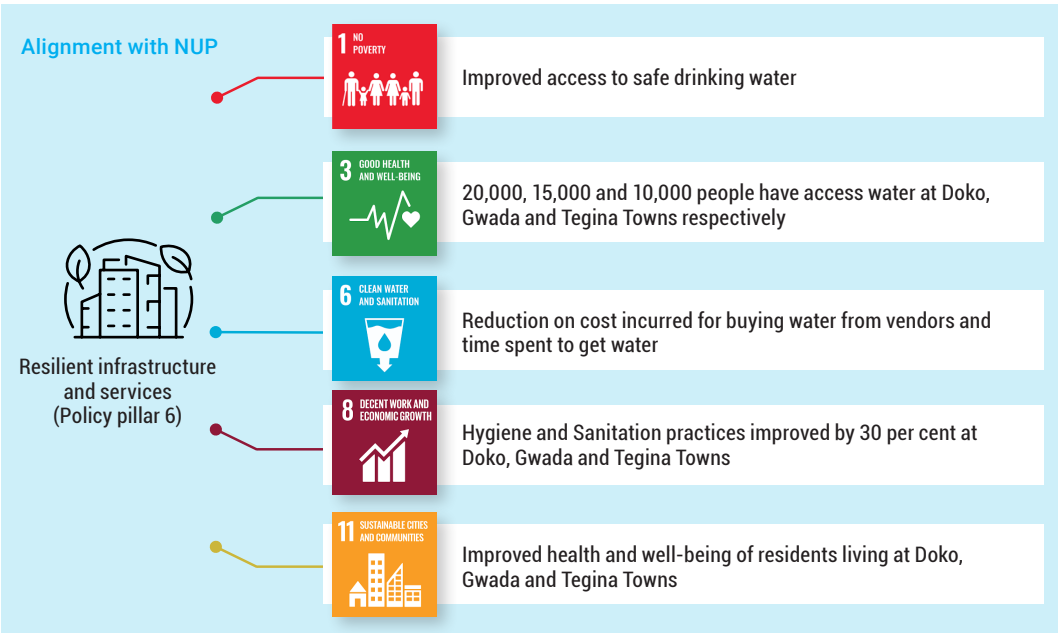 Alignment with NUP
1 NO
POVERTY
Improved access to safe drinking water
3 GOOD HEALTH
AND WELL-BEING
20,000, 15,000 and 10,000 people have access water at Doko,
Gwada and Tegina Towns respectively
6 CLEAN WATER
AND SANITATION
Reduction on cost incurred for buying water from vendors and
time spent to get water
Resilient infrastructure
and services
(Policy pillar 6)
8 DECENT WORK AND
ECONOMIC GROWTH
Hygiene and Sanitation practices improved by 30 per cent at
Doko, Gwada and Tegina Towns
11 SUSTAINABLE CITIES
AND COMMUNITIES
Improved health and well-being of residents living at Doko,
Gwada and Tegina Towns